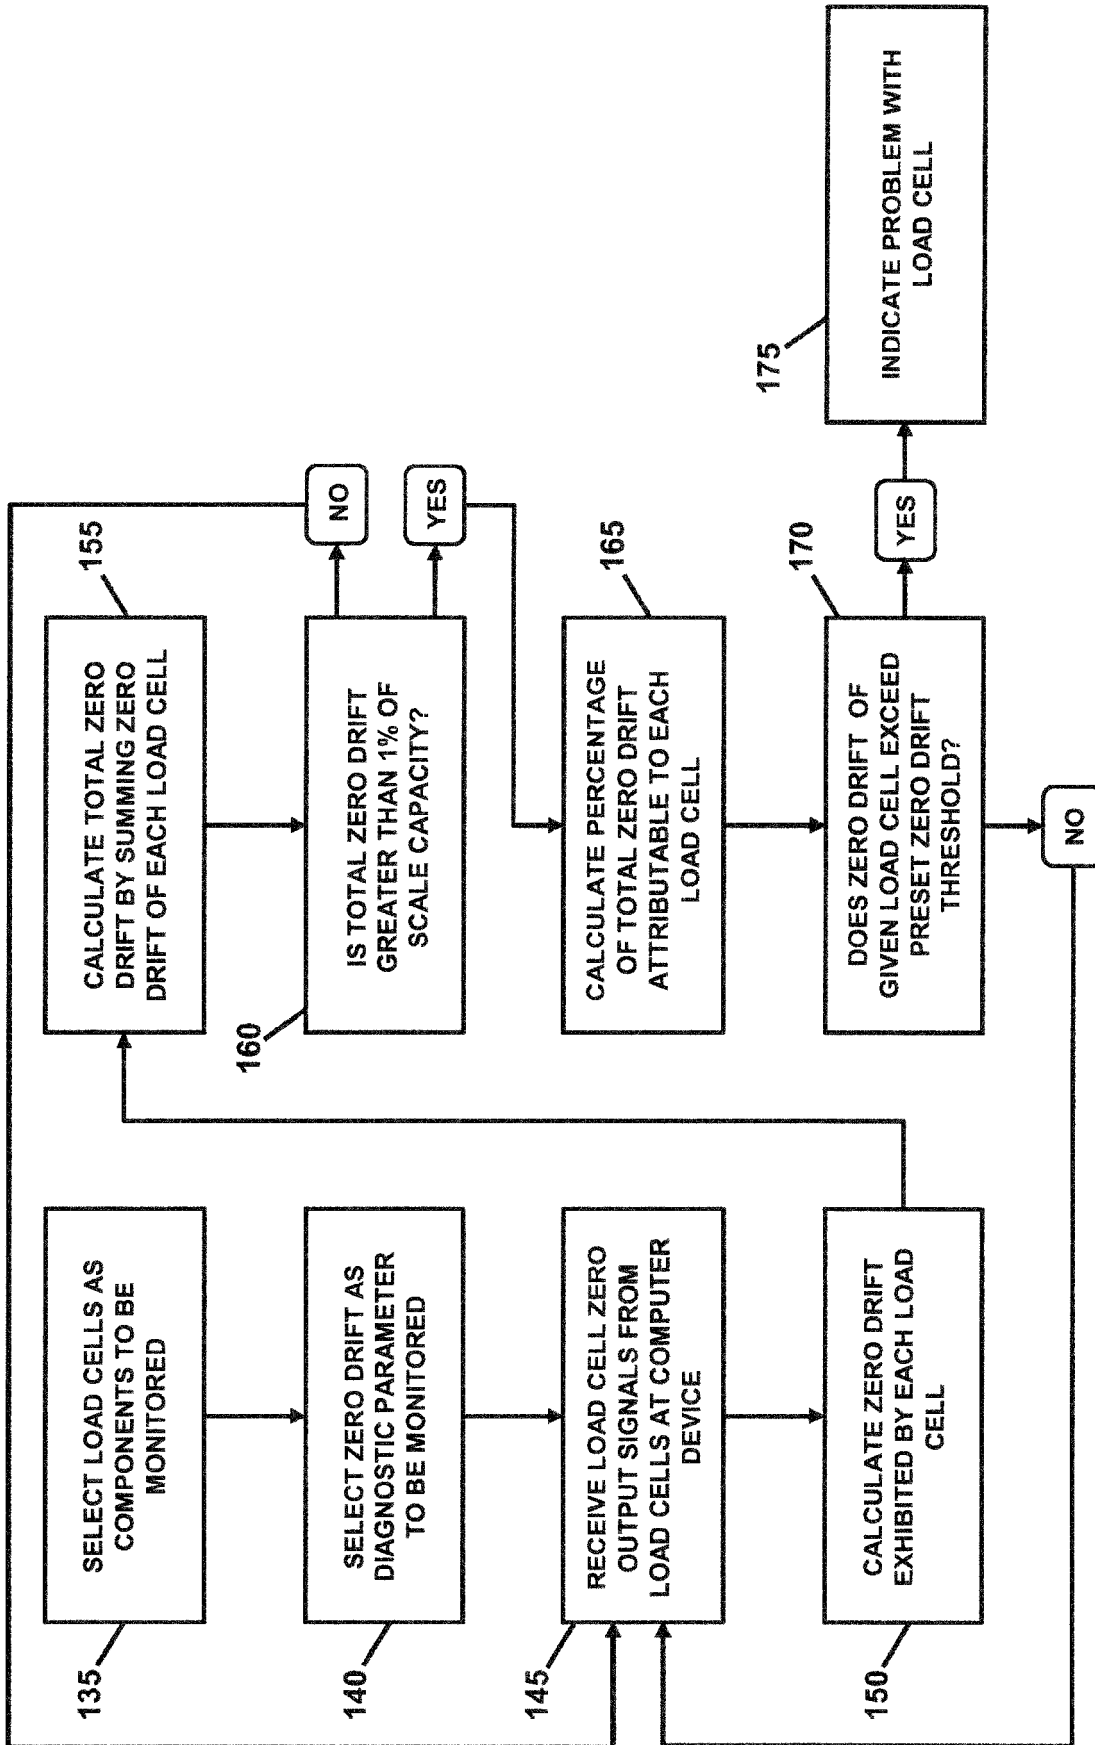 135
SELECT LOAD CELLS AS
COMPONENTS TO BE
MONITORED
140
SELECT ZERO DRIFT AS
DIAGNOSTIC PARAMETER
TO BE MONITORED
145
RECEIVE LOAD CELL ZERO
OUTPUT SIGNALS FROM
LOAD CELLS AT COMPUTER
DEVICE
150
CALCULATE ZERO DRIFT
EXHIBITED BY EACH LOAD
CELL
155
CALCULATE TOTAL ZERO
DRIFT BY SUMMING ZERO
DRIFT OF EACH LOAD CELL
160
IS TOTAL ZERO DRIFT
GREATER THAN 1% OF
SCALE CAPACITY?
NO
YES
165
CALCULATE PERCENTAGE
OF TOTAL ZERO DRIFT
ATTRIBUTABLE TO EACH
LOAD CELL
170
DOES ZERO DRIFT OF
GIVEN LOAD CELL EXCEED
PRESET ZERO DRIFT
THRESHOLD?
YES
NO
175
INDICATE PROBLEM WITH
LOAD CELL